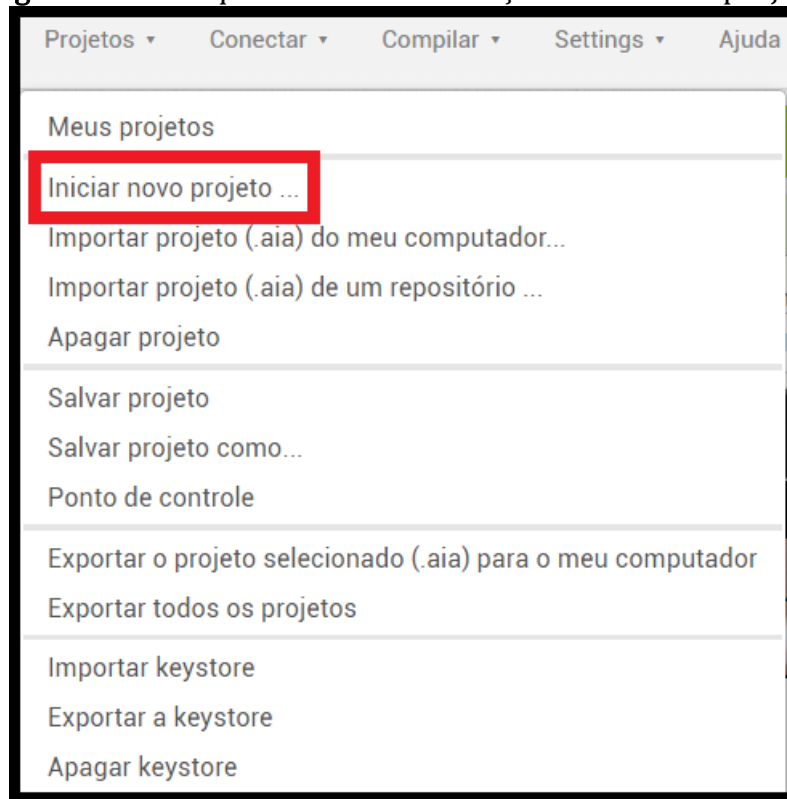 Projetos ▾ Conectar ▾ Compilar ▾ Settings ▾ Ajuda
Meus projetos
Iniciar novo projeto ...
Importar projeto (.aia) do meu computador...
Importar projeto (.aia) de um repositório ...
Apagar projeto
Salvar projeto
Salvar projeto como...
Ponto de controle
Exportar o projeto selecionado (.aia) para o meu computador
Exportar todos os projetos
Importar keystore
Exportar a keystore
Apagar keystore